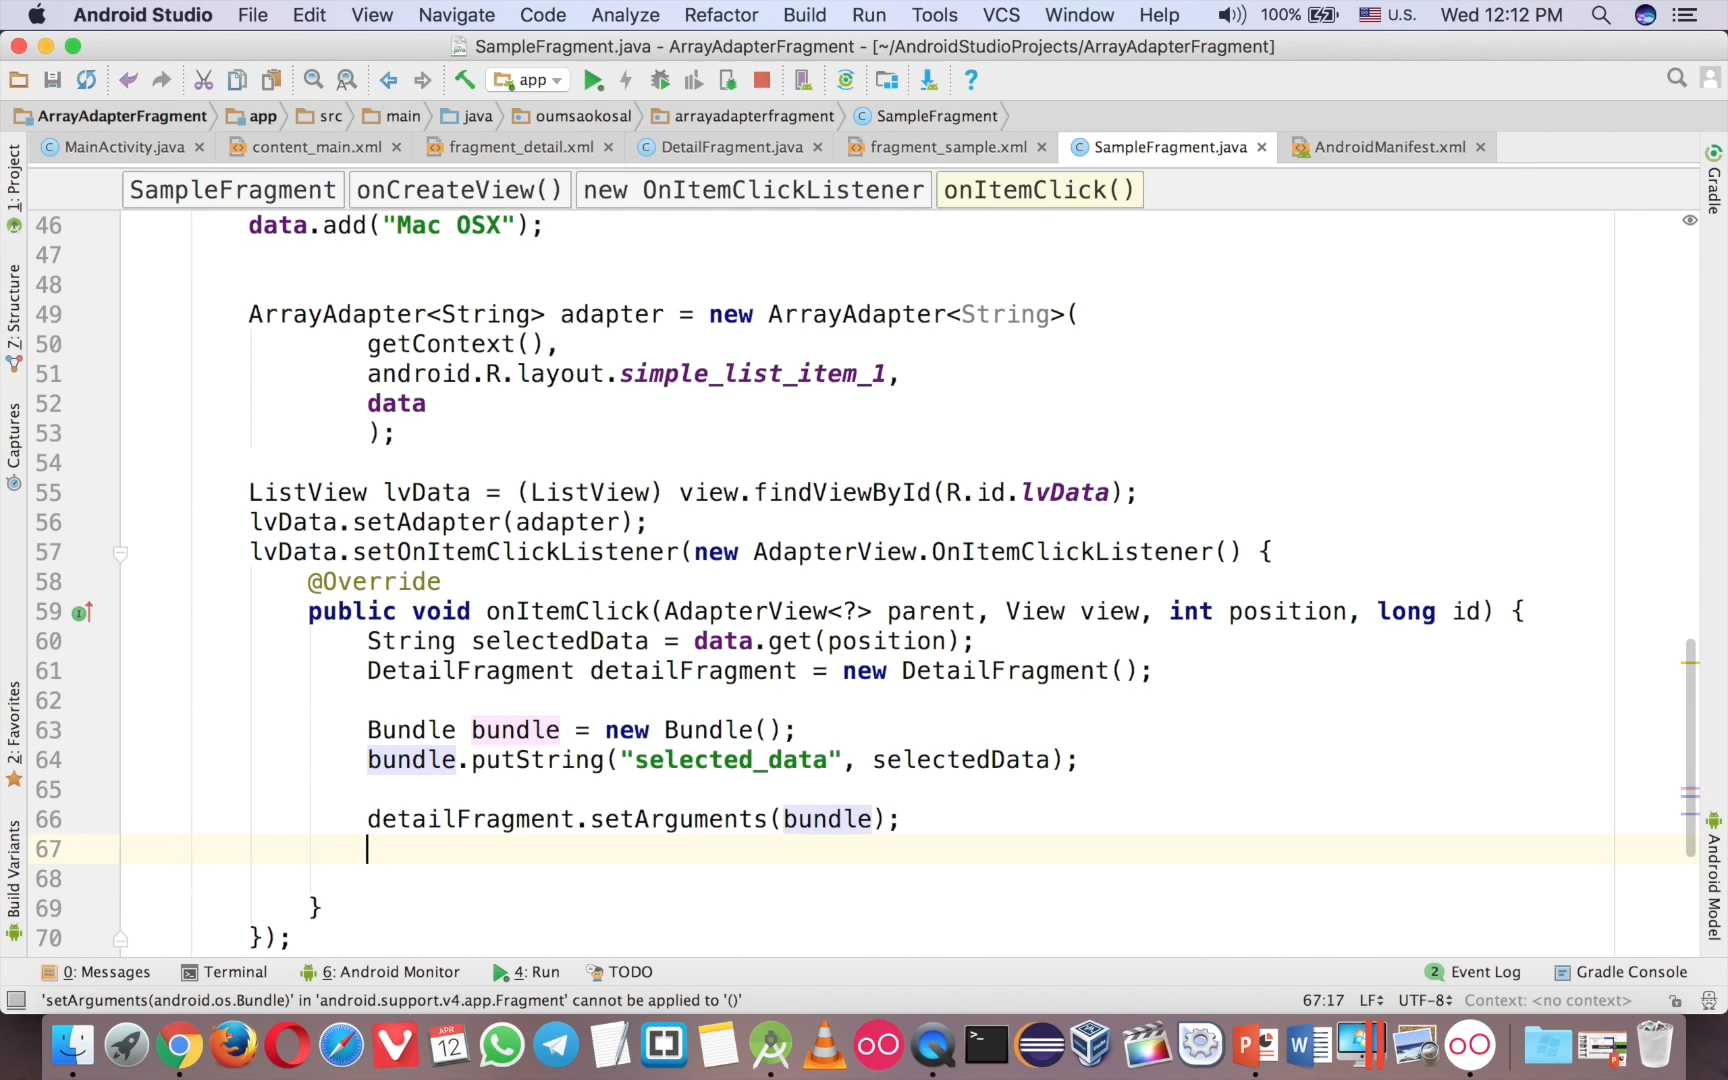 Android Studio File Edit View Navigate Code Analyze Refactor Build Run Tools VCS Window Help 100% U.S. Wed 12:12 PM
SampleFragment.java - ArrayAdapterFragment - [~/AndroidStudioProjects/ArrayAdapterFragment]
app
ArrayAdapterFragment app src main java oumsaokosal arrayadapterfragment SampleFragment
MainActivity.java content_main.xml fragment_detail.xml DetailFragment.java fragment_sample.xml SampleFragment.java AndroidManifest.xml
SampleFragment onCreateView() new OnItemClickListener onItemClick()
1: Project
7: Structure
Captures
2: Favorites
Build Variants
Gradle
Android Model
46 data.add("Mac OSX");
47
48
49 ArrayAdapter<String> adapter = new ArrayAdapter<String>(
50 getContext(),
51 android.R.layout.simple_list_item_1,
52 data
53 );
54
55 ListView lvData = (ListView) view.findViewById(R.id.lvData);
56 lvData.setAdapter(adapter);
57 lvData.setOnItemClickListener(new AdapterView.OnItemClickListener() {
58 @Override
59 public void onItemClick(AdapterView<?> parent, View view, int position, long id) {
60 String selectedData = data.get(position);
61 DetailFragment detailFragment = new DetailFragment();
62
63 Bundle bundle = new Bundle();
64 bundle.putString("selected_data", selectedData);
65
66 detailFragment.setArguments(bundle);
67
68
69 }
70 });
0: Messages Terminal 6: Android Monitor 4: Run TODO 2 Event Log Gradle Console
'setArguments(android.os.Bundle)' in 'android.support.v4.app.Fragment' cannot be applied to '()' 67:17 LF UTF-8 Context: <no context>
APR
12